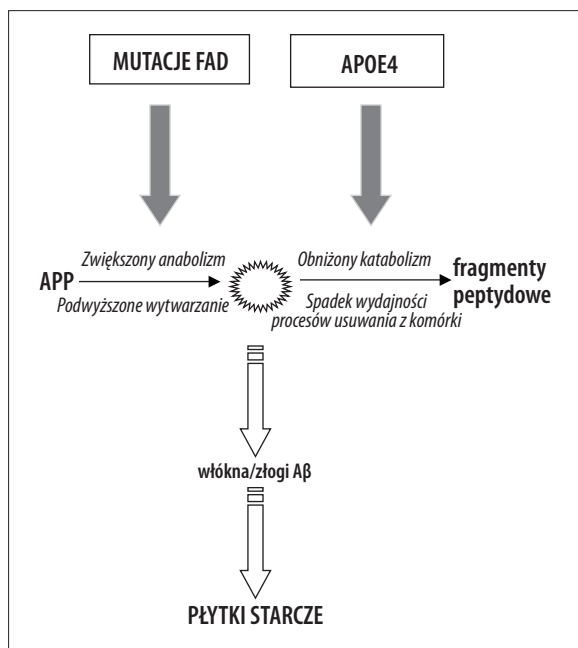 MUTACJE FAD
APOE4
Zwiększony anabolizm
Obniżony katabolizm
APP
fragmenty
peptydowe
Podwyższone wytwarzanie
Spadek wydajności
procesów usuwania z komórki
włókna/złogi Aβ
PŁYTKI STARCZE